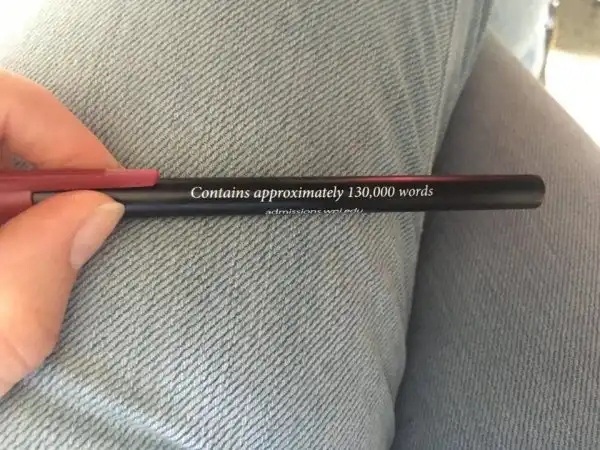 Contains approximately 130,000 words
admissions.wpi.edu